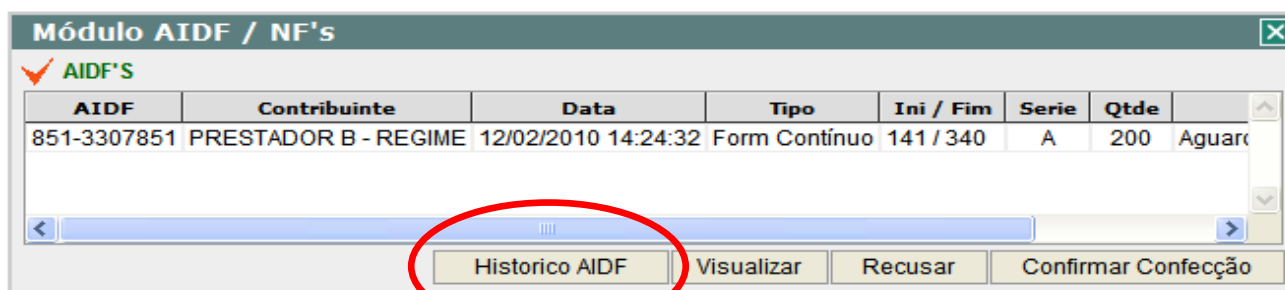 Módulo AIDF / NF's
AIDF'S
AIDF Contribuinte Data Tipo Ini / Fim Serie Qtde
851-3307851 PRESTADOR B - REGIME 12/02/2010 14:24:32 Form Contínuo 141 / 340 A 200
Historico AIDF Visualizar Recusar Confirmar Confecção